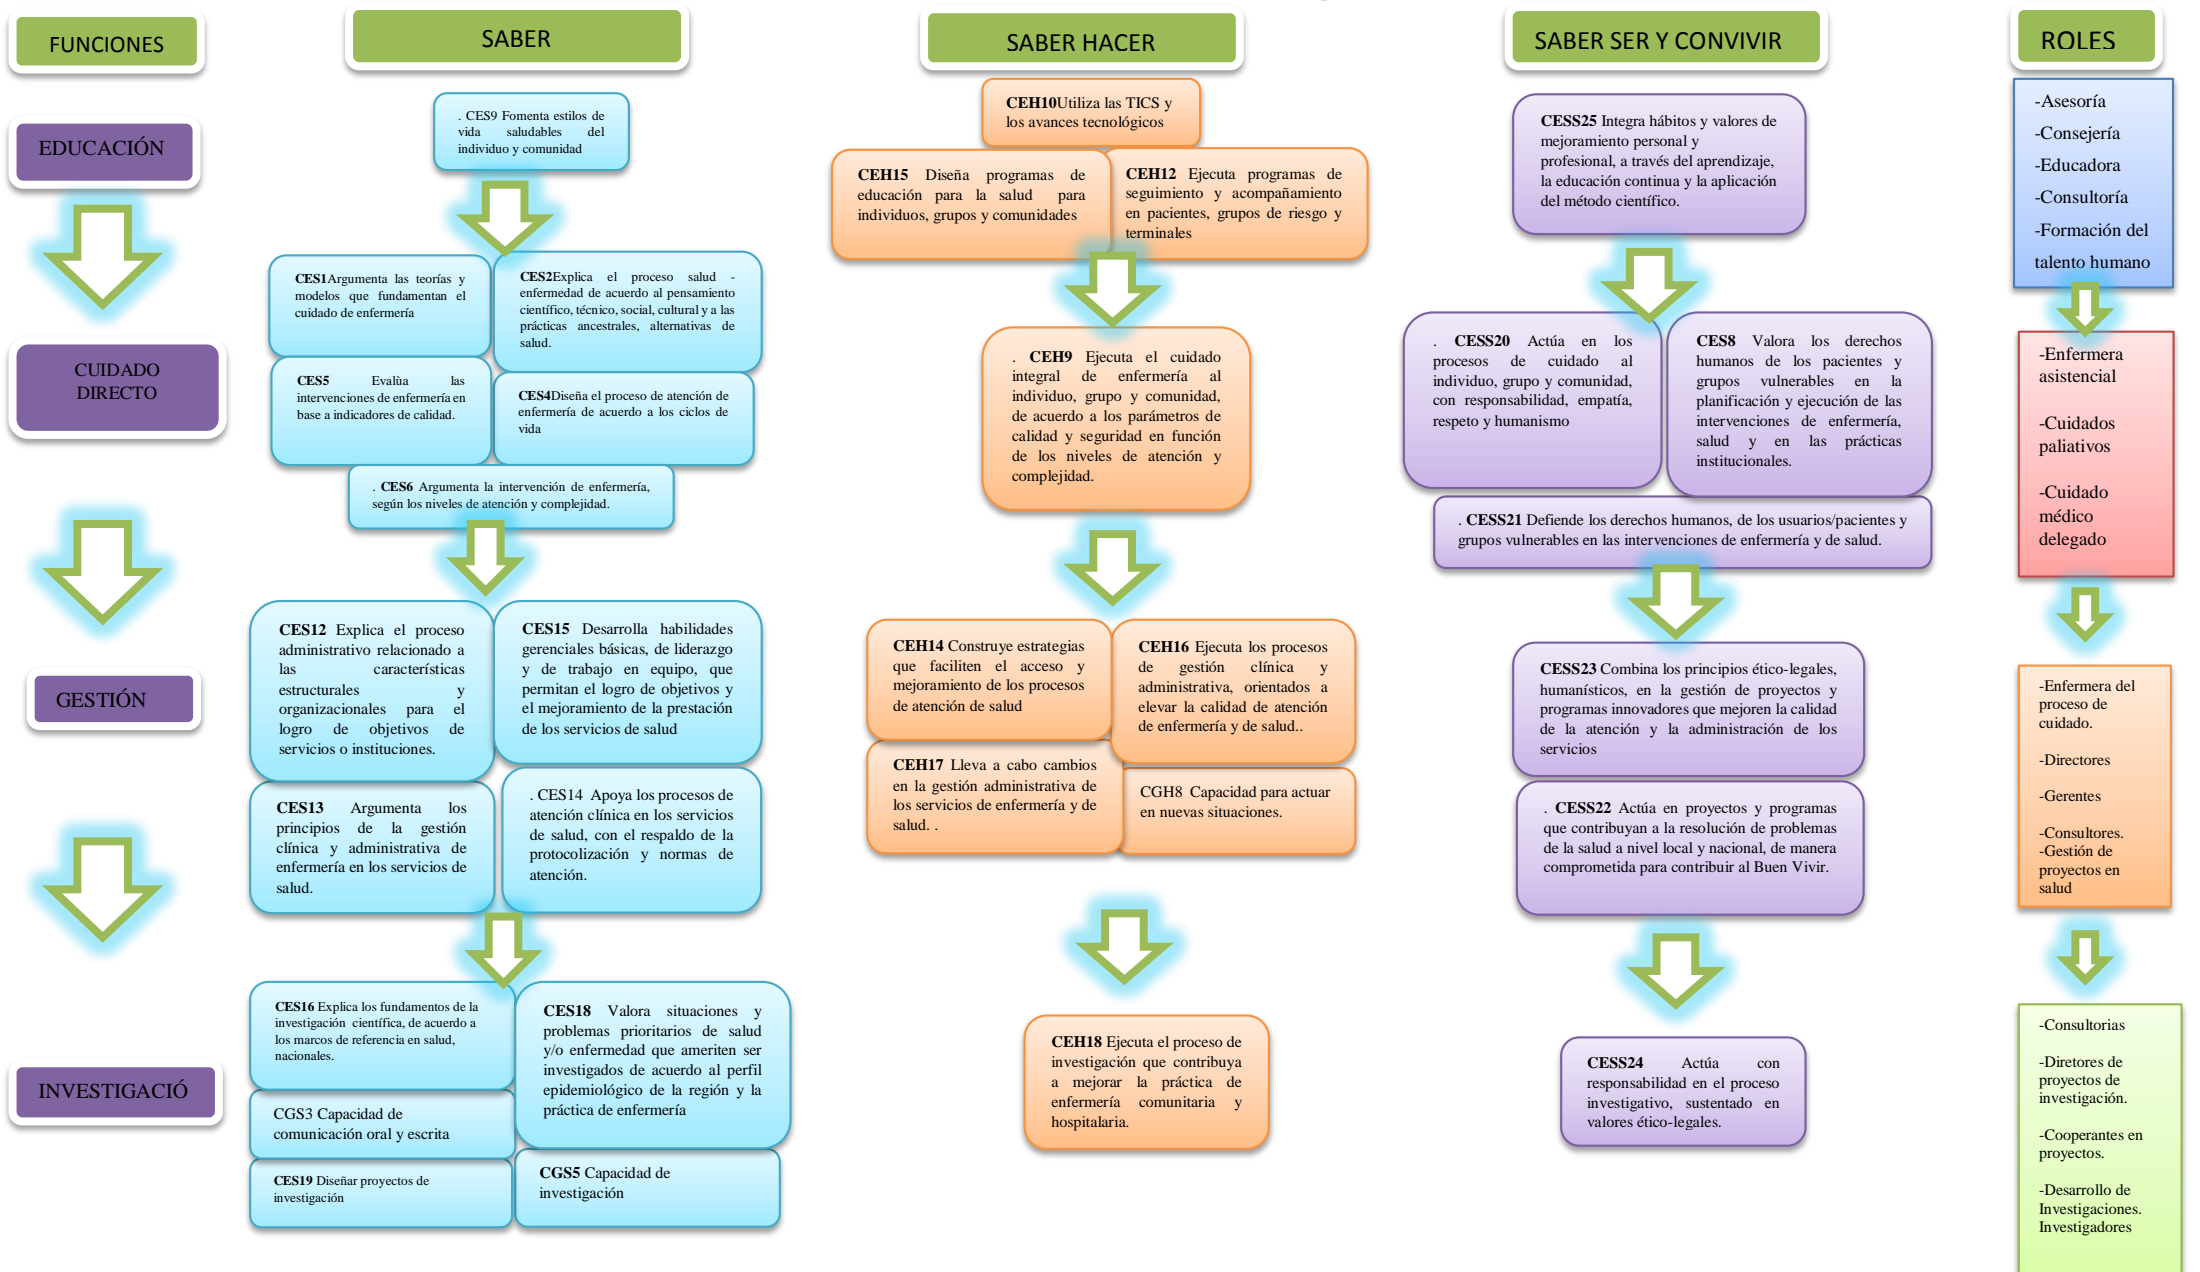 FUNCIONES
EDUCACIÓN
CUIDADO
DIRECTO
GESTIÓN
INVESTIGACIÓ
SABER
. CES9 Fomenta estilos de
vida saludables del
individuo y comunidad
CES1Argumenta las teorías y
modelos que fundamentan el
cuidado de enfermería
CES2Explica el proceso salud -
enfermedad de acuerdo al pensamiento
científico, técnico, social, cultural y a las
prácticas ancestrales, alternativas de
salud.
CES5 Evalùa las
intervenciones de enfermería en
base a indicadores de calidad.
CES4Diseña el proceso de atención de
enfermería de acuerdo a los ciclos de
vida
. CES6 Argumenta la intervención de enfermería,
según los niveles de atención y complejidad.
CES12 Explica el proceso
administrativo relacionado a
las características
estructurales y
organizacionales para el
logro de objetivos de
servicios o instituciones.
CES15 Desarrolla habilidades
gerenciales básicas, de liderazgo
y de trabajo en equipo, que
permitan el logro de objetivos y
el mejoramiento de la prestación
de los servicios de salud
CES13 Argumenta los
principios de la gestión
clínica y administrativa de
enfermería en los servicios de
salud.
. CES14 Apoya los procesos de
atención clínica en los servicios
de salud, con el respaldo de la
protocolización y normas de
atención.
CES16 Explica los fundamentos de la
investigación científica, de acuerdo a
los marcos de referencia en salud,
nacionales.
CES18 Valora situaciones y
problemas prioritarios de salud
y/o enfermedad que ameriten ser
investigados de acuerdo al perfil
epidemiológico de la región y la
práctica de enfermería
CGS3 Capacidad de
comunicación oral y escrita
CES19 Diseñar proyectos de
investigación
CGS5 Capacidad de
investigación
SABER HACER
CEH10Utiliza las TICS y
los avances tecnológicos
CEH15 Diseña programas de
educación para la salud para
individuos, grupos y comunidades
CEH12 Ejecuta programas de
seguimiento y acompañamiento
en pacientes, grupos de riesgo y
terminales
. CEH9 Ejecuta el cuidado
integral de enfermería al
individuo, grupo y comunidad,
de acuerdo a los parámetros de
calidad y seguridad en función
de los niveles de atención y
complejidad.
CEH14 Construye estrategias
que faciliten el acceso y
mejoramiento de los procesos
de atención de salud
CEH16 Ejecuta los procesos
de gestión clínica y
administrativa, orientados a
elevar la calidad de atención
de enfermería y de salud..
CEH17 Lleva a cabo cambios
en la gestión administrativa de
los servicios de enfermería y de
salud. .
CGH8 Capacidad para actuar
en nuevas situaciones.
CEH18 Ejecuta el proceso de
investigación que contribuya
a mejorar la práctica de
enfermería comunitaria y
hospitalaria.
SABER SER Y CONVIVIR
CESS25 Integra hábitos y valores de
mejoramiento personal y
profesional, a través del aprendizaje,
la educación continua y la aplicación
del método científico.
. CESS20 Actúa en los
procesos de cuidado al
individuo, grupo y comunidad,
con responsabilidad, empatía,
respeto y humanismo
CES8 Valora los derechos
humanos de los pacientes y
grupos vulnerables en la
planificación y ejecución de las
intervenciones de enfermería,
salud y en las prácticas
institucionales.
. CESS21 Defiende los derechos humanos, de los usuarios/pacientes y
grupos vulnerables en las intervenciones de enfermería y de salud.
CESS23 Combina los principios ético-legales,
humanísticos, en la gestión de proyectos y
programas innovadores que mejoren la calidad
de la atención y la administración de los
servicios
. CESS22 Actúa en proyectos y programas
que contribuyan a la resolución de problemas
de la salud a nivel local y nacional, de manera
comprometida para contribuir al Buen Vivir.
CESS24 Actúa con
responsabilidad en el proceso
investigativo, sustentado en
valores ético-legales.
ROLES
-Asesoría
-Consejería
-Educadora
-Consultoría
-Formación del
talento humano
-Enfermera
asistencial
-Cuidados
paliativos
-Cuidado
médico
delegado
-Enfermera del
proceso de
cuidado.
-Directores
-Gerentes
-Consultores.
-Gestión de
proyectos en
salud
-Consultorias
-Diretores de
proyectos de
investigación.
-Cooperantes en
proyectos.
-Desarrollo de
Investigaciones.
Investigadores